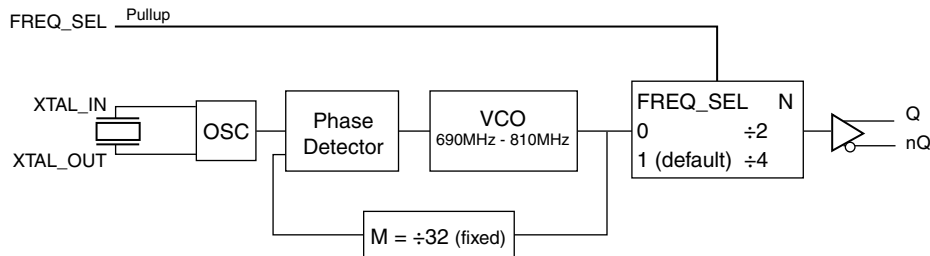 FREQ_SEL
Pullup
XTAL_IN
XTAL_OUT
OSC
Phase
Detector
VCO
690MHz - 810MHz
FREQ_SEL N
0 ÷2
1 (default) ÷4
Q
nQ
M = ÷32 (fixed)